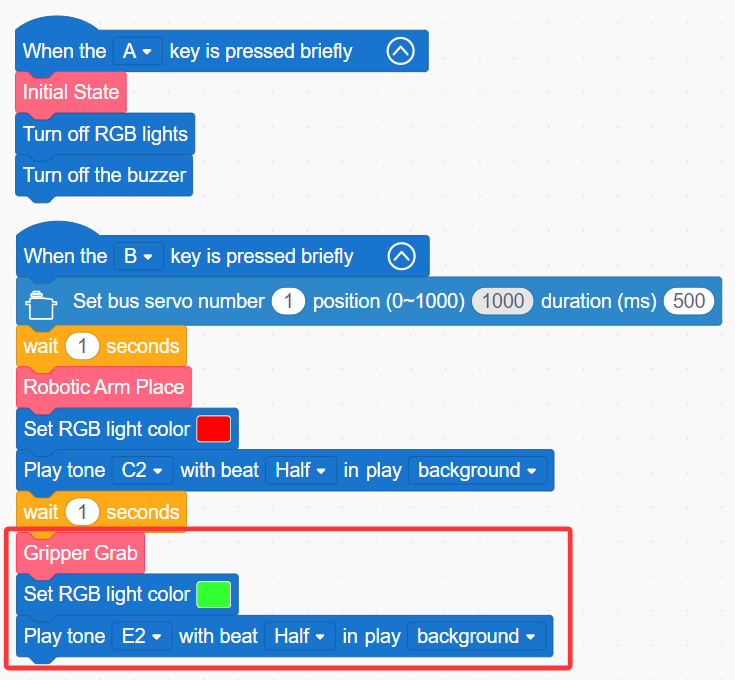 When the A key is pressed briefly
Initial State
Turn off RGB lights
Turn off the buzzer
When the B key is pressed briefly
Set bus servo number 1 position (0~1000) 1000 duration (ms) 500
wait 1 seconds
Robotic Arm Place
Set RGB light color
Play tone C2 with beat Half in play background
wait 1 seconds
Gripper Grab
Set RGB light color
Play tone E2 with beat Half in play background